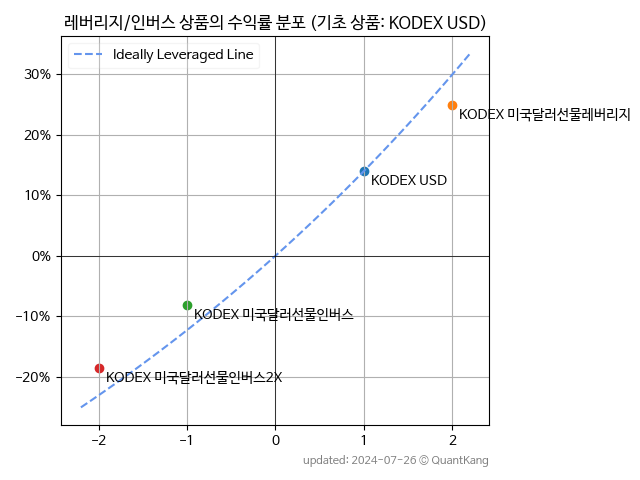 레버리지/인버스 상품의 수익률 분포 (기초 상품: KODEX USD)
Ideally Leveraged Line
30%
KODEX 미국달러선물레버리지
20%
KODEX USD
10%
0%
−10%
KODEX 미국달러선물인버스
−20%
KODEX 미국달러선물인버스2X
−2 −1 0 1 2
updated: 2024-07-26 © QuantKang